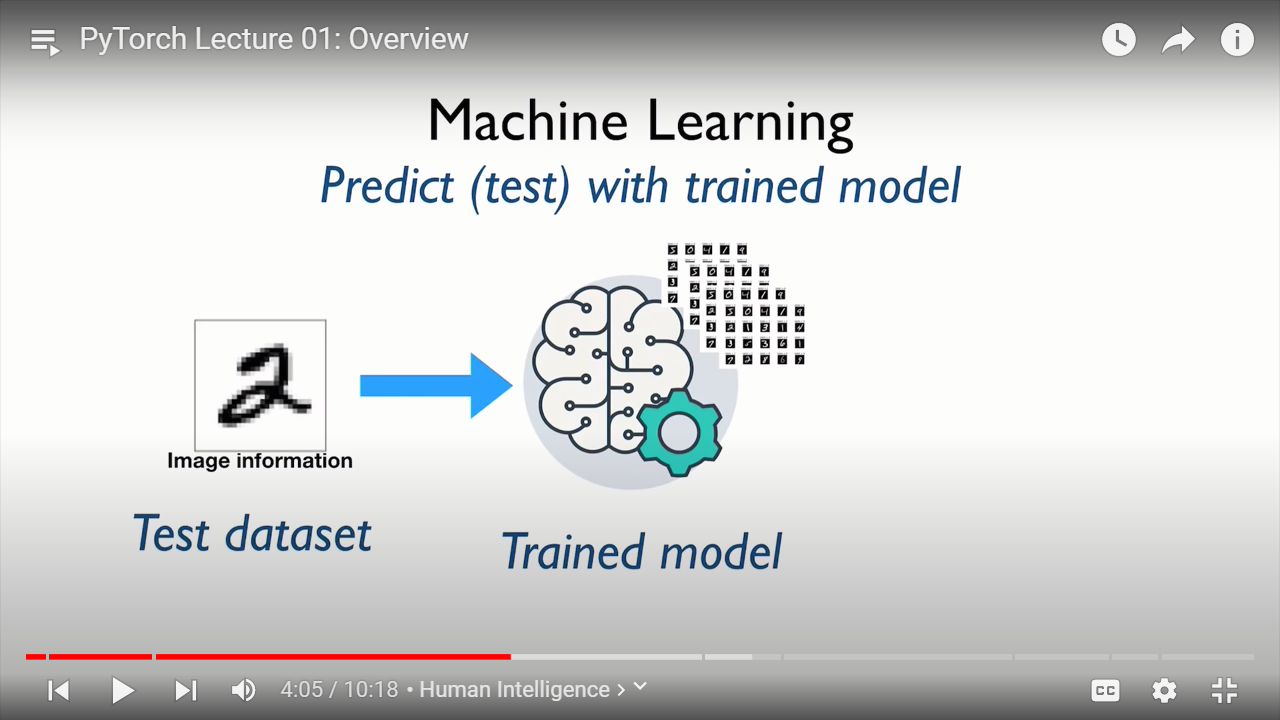 PyTorch Lecture 01: Overview
Machine Learning
Predict (test) with trained model
2
Image information
Test dataset
Trained model
4:05 / 10:18 • Human Intelligence
CC